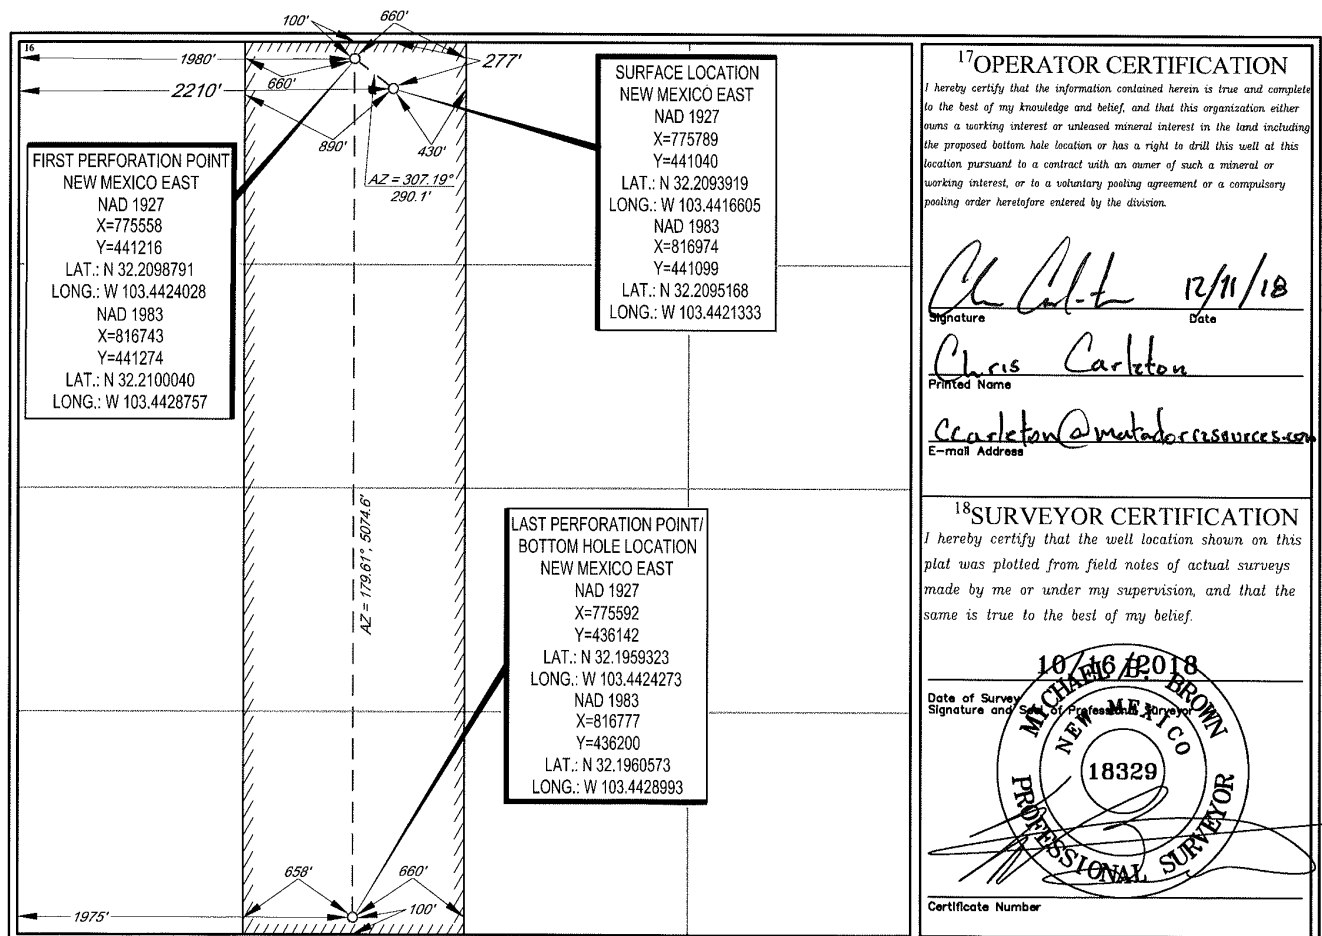 16
100'
660'
1980'
277'
660'
2210'
660'
890'
430'
AZ = 307.19°
290.1'
FIRST PERFORATION POINT
NEW MEXICO EAST
NAD 1927
X=775558
Y=441216
LAT.: N 32.2098791
LONG.: W 103.4424028
NAD 1983
X=816743
Y=441274
LAT.: N 32.2100040
LONG.: W 103.4428757
SURFACE LOCATION
NEW MEXICO EAST
NAD 1927
X=775789
Y=441040
LAT.: N 32.2093919
LONG.: W 103.4416605
NAD 1983
X=816974
Y=441099
LAT.: N 32.2095168
LONG.: W 103.4421333
AZ = 179.61°, 5074.6'
LAST PERFORATION POINT/
BOTTOM HOLE LOCATION
NEW MEXICO EAST
NAD 1927
X=775592
Y=436142
LAT.: N 32.1959323
LONG.: W 103.4424273
NAD 1983
X=816777
Y=436200
LAT.: N 32.1960573
LONG.: W 103.4428993
658'
660'
1975'
100'
17OPERATOR CERTIFICATION
I hereby certify that the information contained herein is true and complete
to the best of my knowledge and belief, and that this organization either
owns a working interest or unleased mineral interest in the land including
the proposed bottom hole location or has a right to drill this well at this
location pursuant to a contract with an owner of such a mineral or
working interest, or to a voluntary pooling agreement or a compulsory
pooling order heretofore entered by the division.
12/11/18
Signature Date
Chris Carleton
Printed Name
ccarleton@matadorresources.com
E-mail Address
18SURVEYOR CERTIFICATION
I hereby certify that the well location shown on this
plat was plotted from field notes of actual surveys
made by me or under my supervision, and that the
same is true to the best of my belief.
10/16/2018
Date of Survey
Signature and Seal of Professional Surveyor
MICHAEL B. BROWN
NEW MEXICO
18329
PROFESSIONAL SURVEYOR
Certificate Number